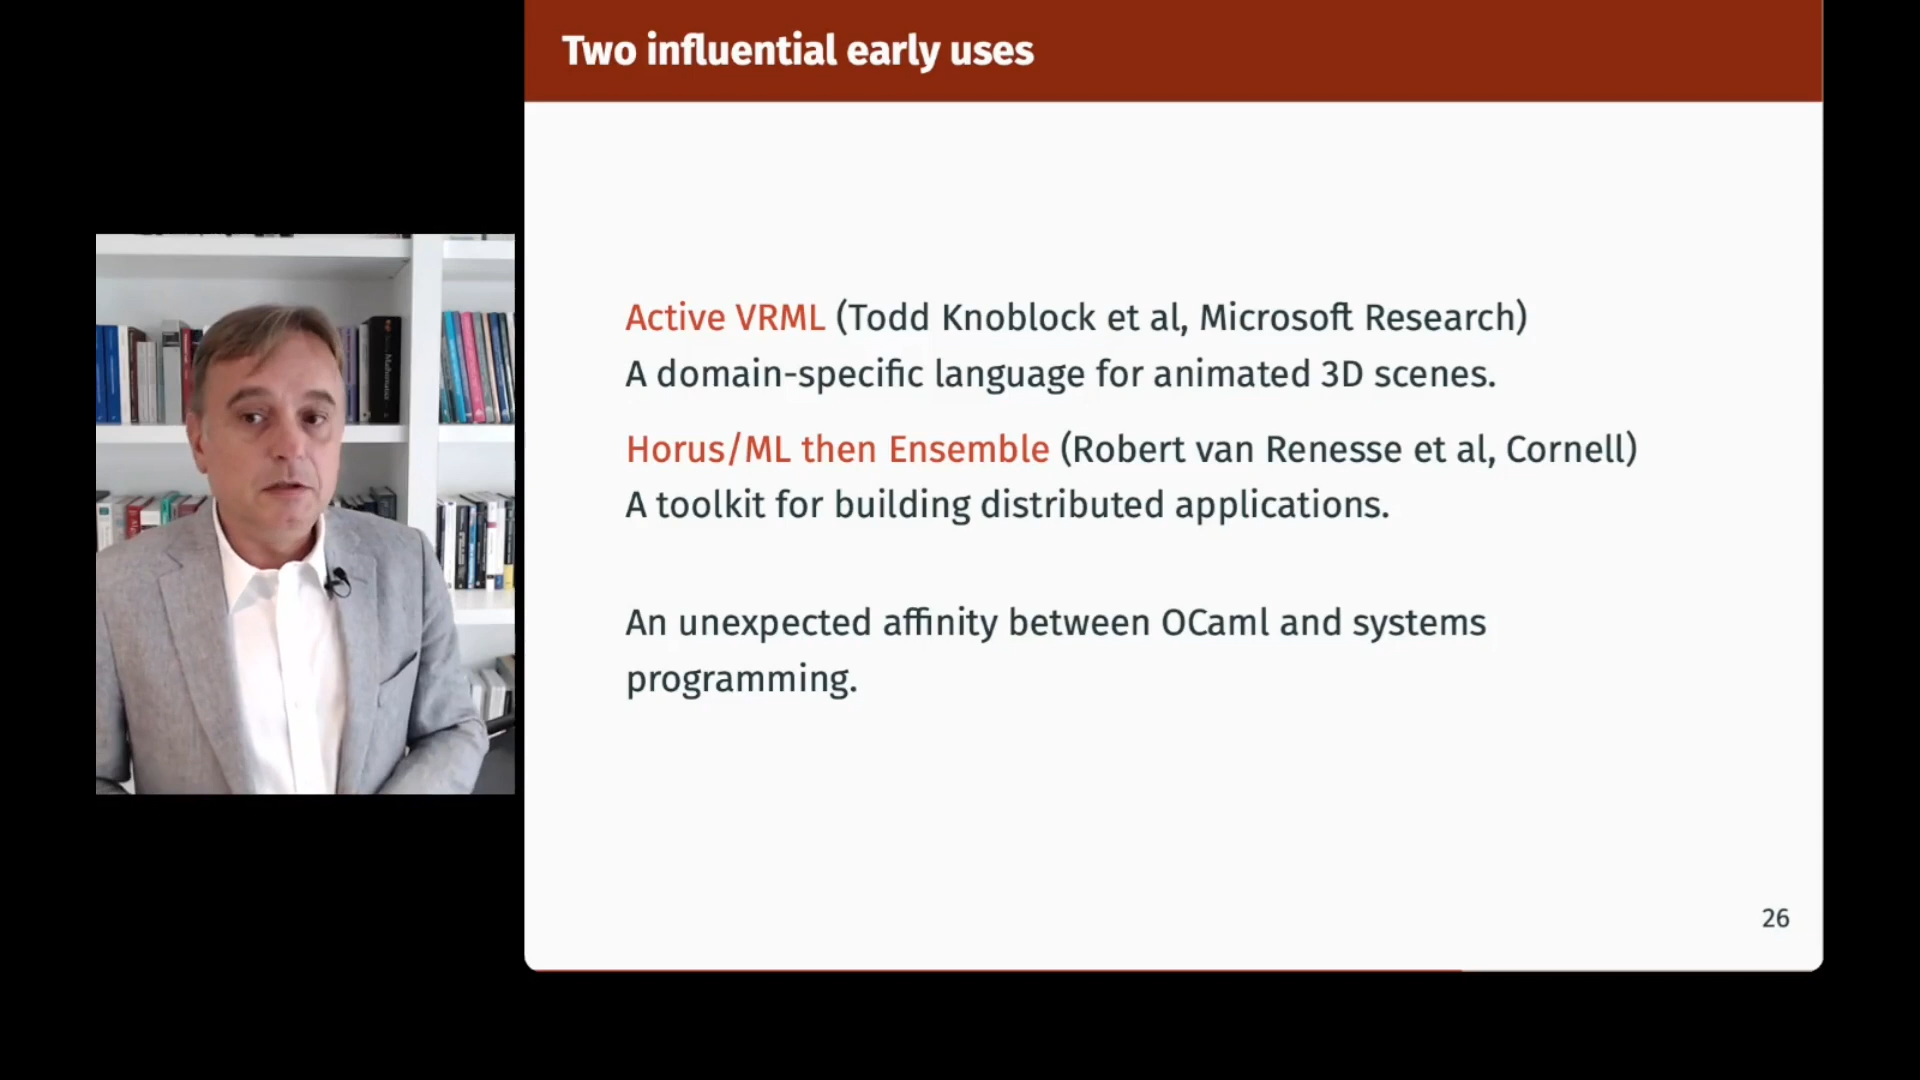 Two influential early uses
Active VRML (Todd Knoblock et al, Microsoft Research)
A domain-specific language for animated 3D scenes.
Horus/ML then Ensemble (Robert van Renesse et al, Cornell)
A toolkit for building distributed applications.
An unexpected affinity between OCaml and systems
programming.
26